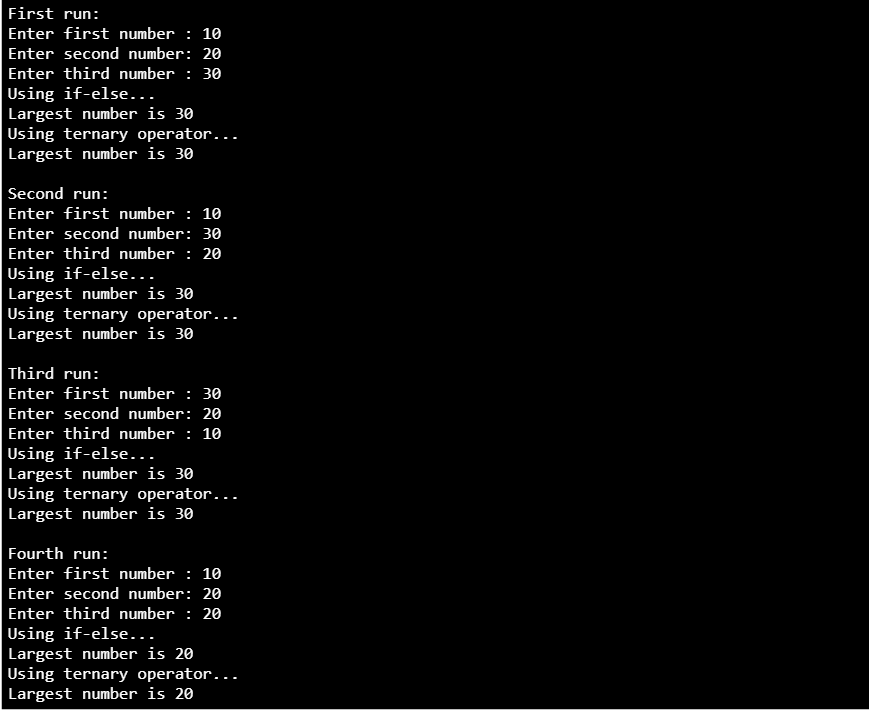 First run:
Enter first number : 10
Enter second number: 20
Enter third number : 30
Using if-else...
Largest number is 30
Using ternary operator...
Largest number is 30

Second run:
Enter first number : 10
Enter second number: 30
Enter third number : 20
Using if-else...
Largest number is 30
Using ternary operator...
Largest number is 30

Third run:
Enter first number : 30
Enter second number: 20
Enter third number : 10
Using if-else...
Largest number is 30
Using ternary operator...
Largest number is 30

Fourth run:
Enter first number : 10
Enter second number: 20
Enter third number : 20
Using if-else...
Largest number is 20
Using ternary operator...
Largest number is 20